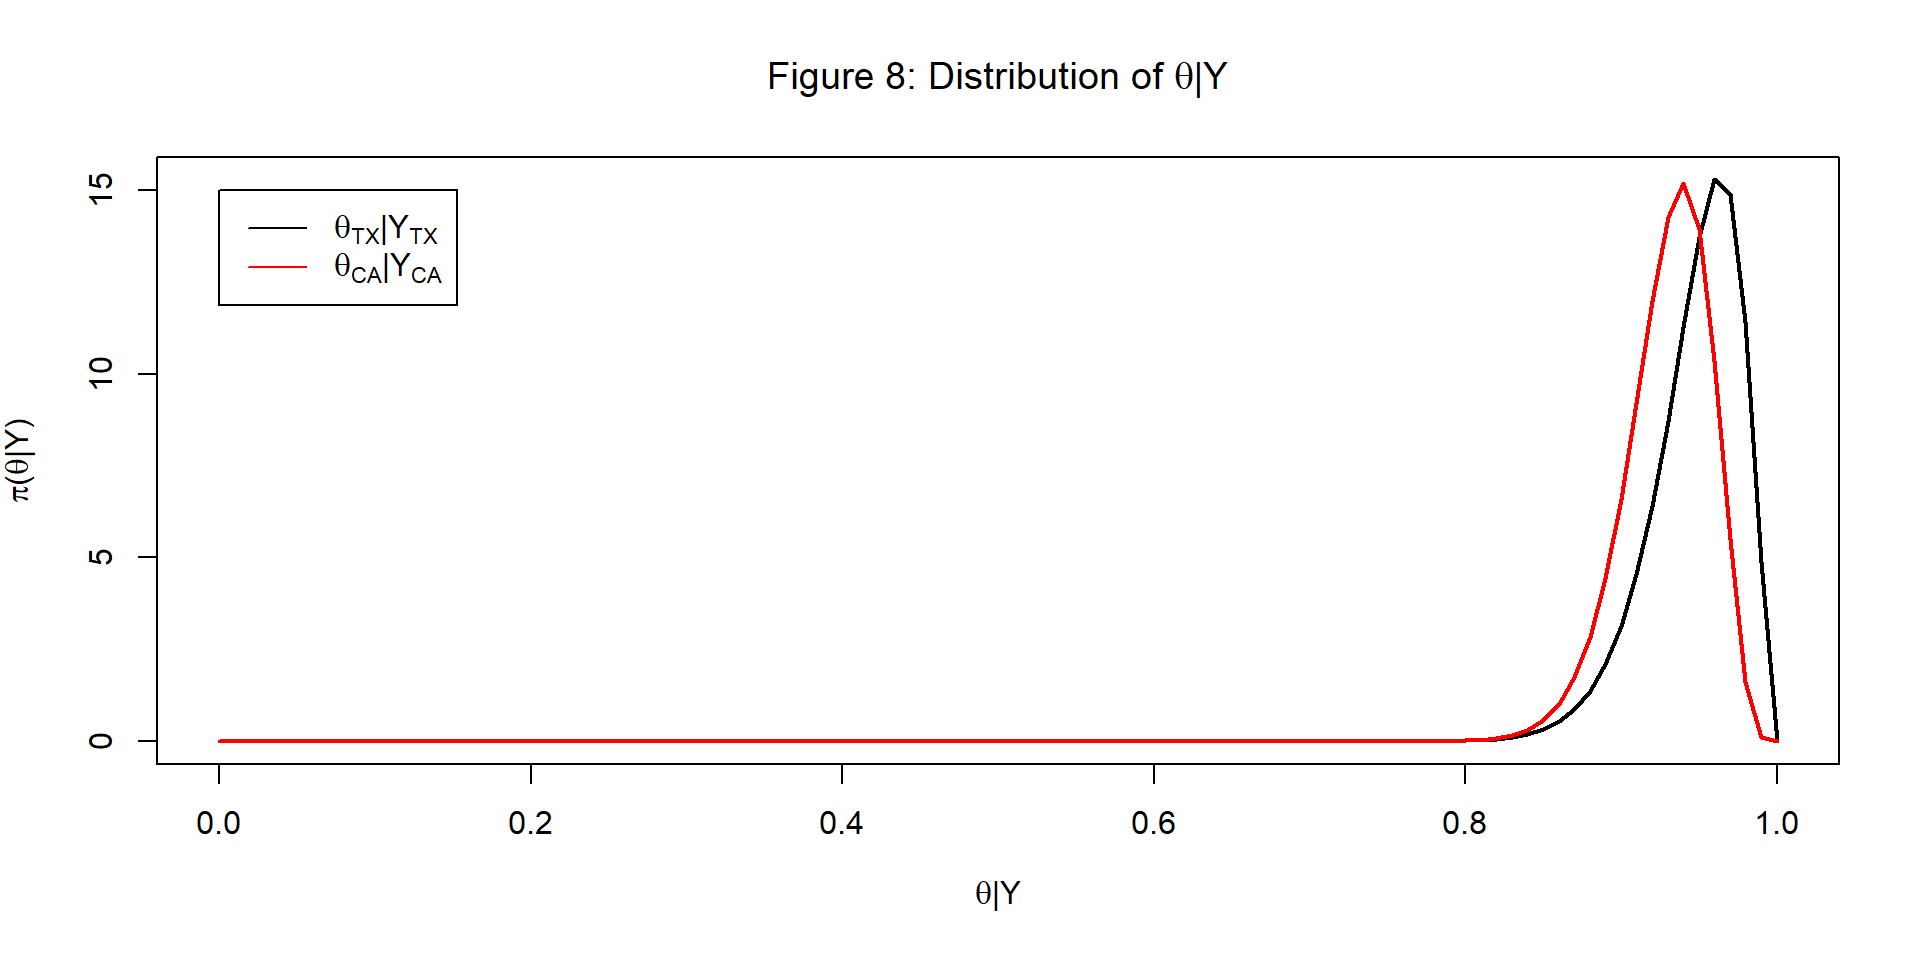 Figure 8: Distribution of θ|Y
15
10
5
0
π(θ|Y)
θTX|YTX
θCA|YCA
0.0 0.2 0.4 0.6 0.8 1.0
θ|Y